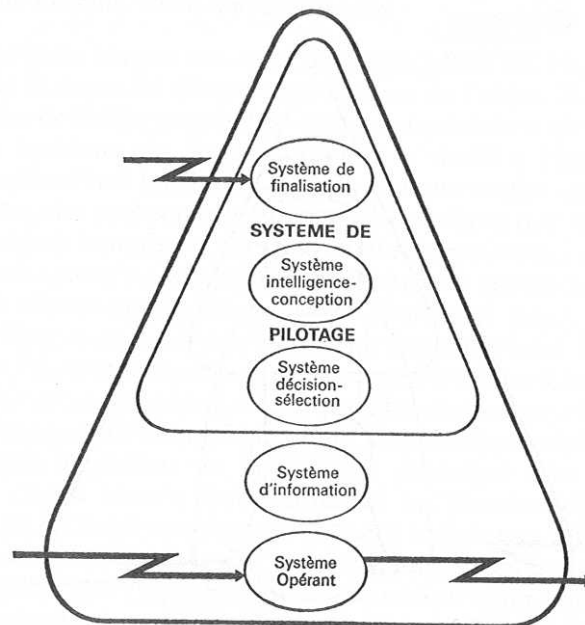 Système de
finalisation
SYSTEME DE
Système
intelligence-
conception
PILOTAGE
Système
décision-
sélection
Système
d'information
Système
Opérant